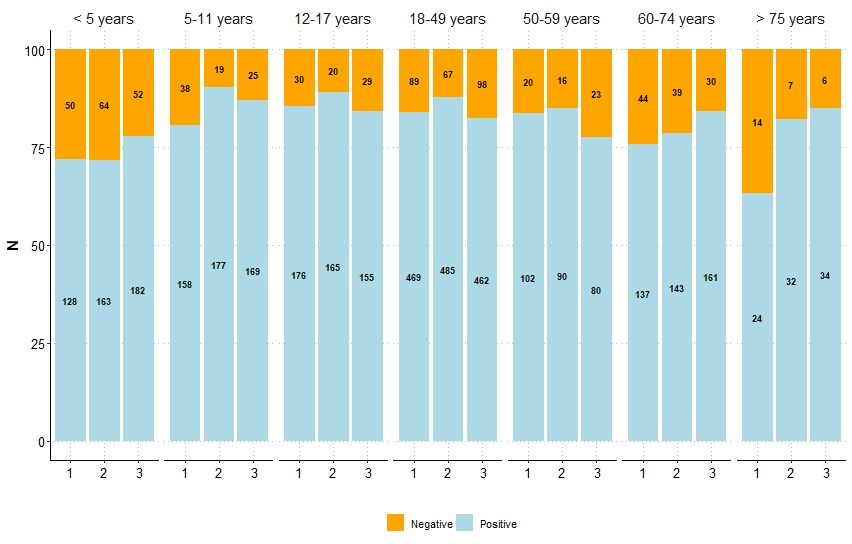 < 5 years 5-11 years 12-17 years 18-49 years 50-59 years 60-74 years > 75 years
100
75
50
25
0
N
50 64 52 38 19 25 30 20 29 89 67 98 20 16 23 44 39 30 14 7 6
128 163 182 158 177 169 176 165 155 469 485 462 102 90 80 137 143 161 24 32 34
1 2 3 1 2 3 1 2 3 1 2 3 1 2 3 1 2 3 1 2 3
Negative Positive